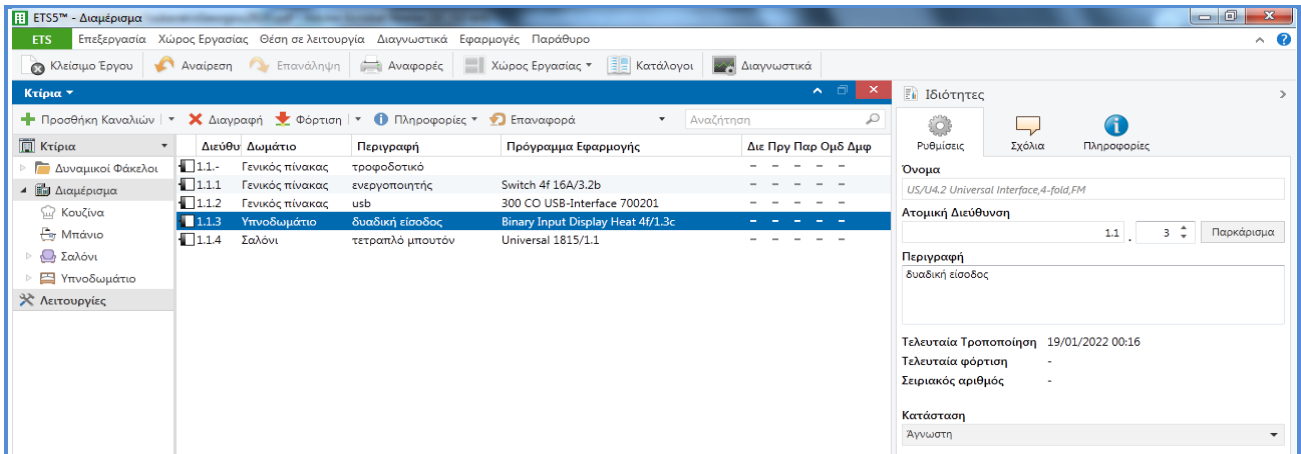 ETS5™ - Διαμέρισμα
ETS Επεξεργασία Χώρος Εργασίας Θέση σε λειτουργία Διαγνωστικά Εφαρμογές Παράθυρο
Κλείσιμο Έργου Αναίρεση Επανάληψη Αναφορές Χώρος Εργασίας Κατάλογοι Διαγνωστικά
Κτίρια
Προσθήκη Καναλιών Διαγραφή Φόρτιση Πληροφορίες Επαναφορά Αναζήτηση
Κτίρια
Δυναμικοί Φάκελοι
Διαμέρισμα
Κουζίνα
Μπάνιο
Σαλόνι
Υπνοδωμάτιο
Λειτουργίες
Διεύθυ Δωμάτιο Περιγραφή Πρόγραμμα Εφαρμογής Διε Πργ Παρ Ομδ Δμφ
1.1.- Γενικός πίνακας τροφοδοτικό - - - - -
1.1.1 Γενικός πίνακας ενεργοποιητής Switch 4f 16A/3.2b - - - - -
1.1.2 Γενικός πίνακας usb 300 CO USB-Interface 700201 - - - - -
1.1.3 Υπνοδωμάτιο δυαδική είσοδος Binary Input Display Heat 4f/1.3c - - - - -
1.1.4 Σαλόνι τετραπλό μπουτόν Universal 1815/1.1 - - - - -
Ιδιότητες
Ρυθμίσεις Σχόλια Πληροφορίες
Όνομα
US/U4.2 Universal Interface,4-fold,FM
Ατομική Διεύθυνση
1.1 . 3 Παρκάρισμα
Περιγραφή
δυαδική είσοδος
Τελευταία Τροποποίηση 19/01/2022 00:16
Τελευταία φόρτιση -
Σειριακός αριθμός -
Κατάσταση
Άγνωστη